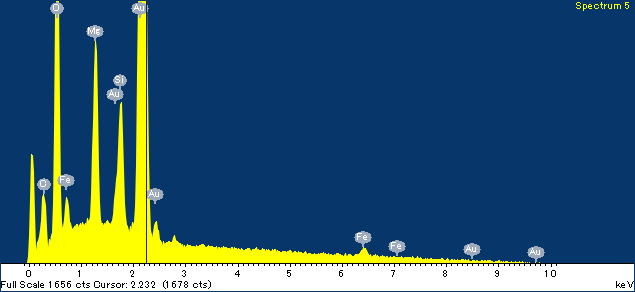 Spectrum 5
O Au
Mg
Si
Au
O Fe Au
Fe Fe Au Au
0 1 2 3 4 5 6 7 8 9 10
Full Scale 1656 cts Cursor: 2.232 (1678 cts) keV